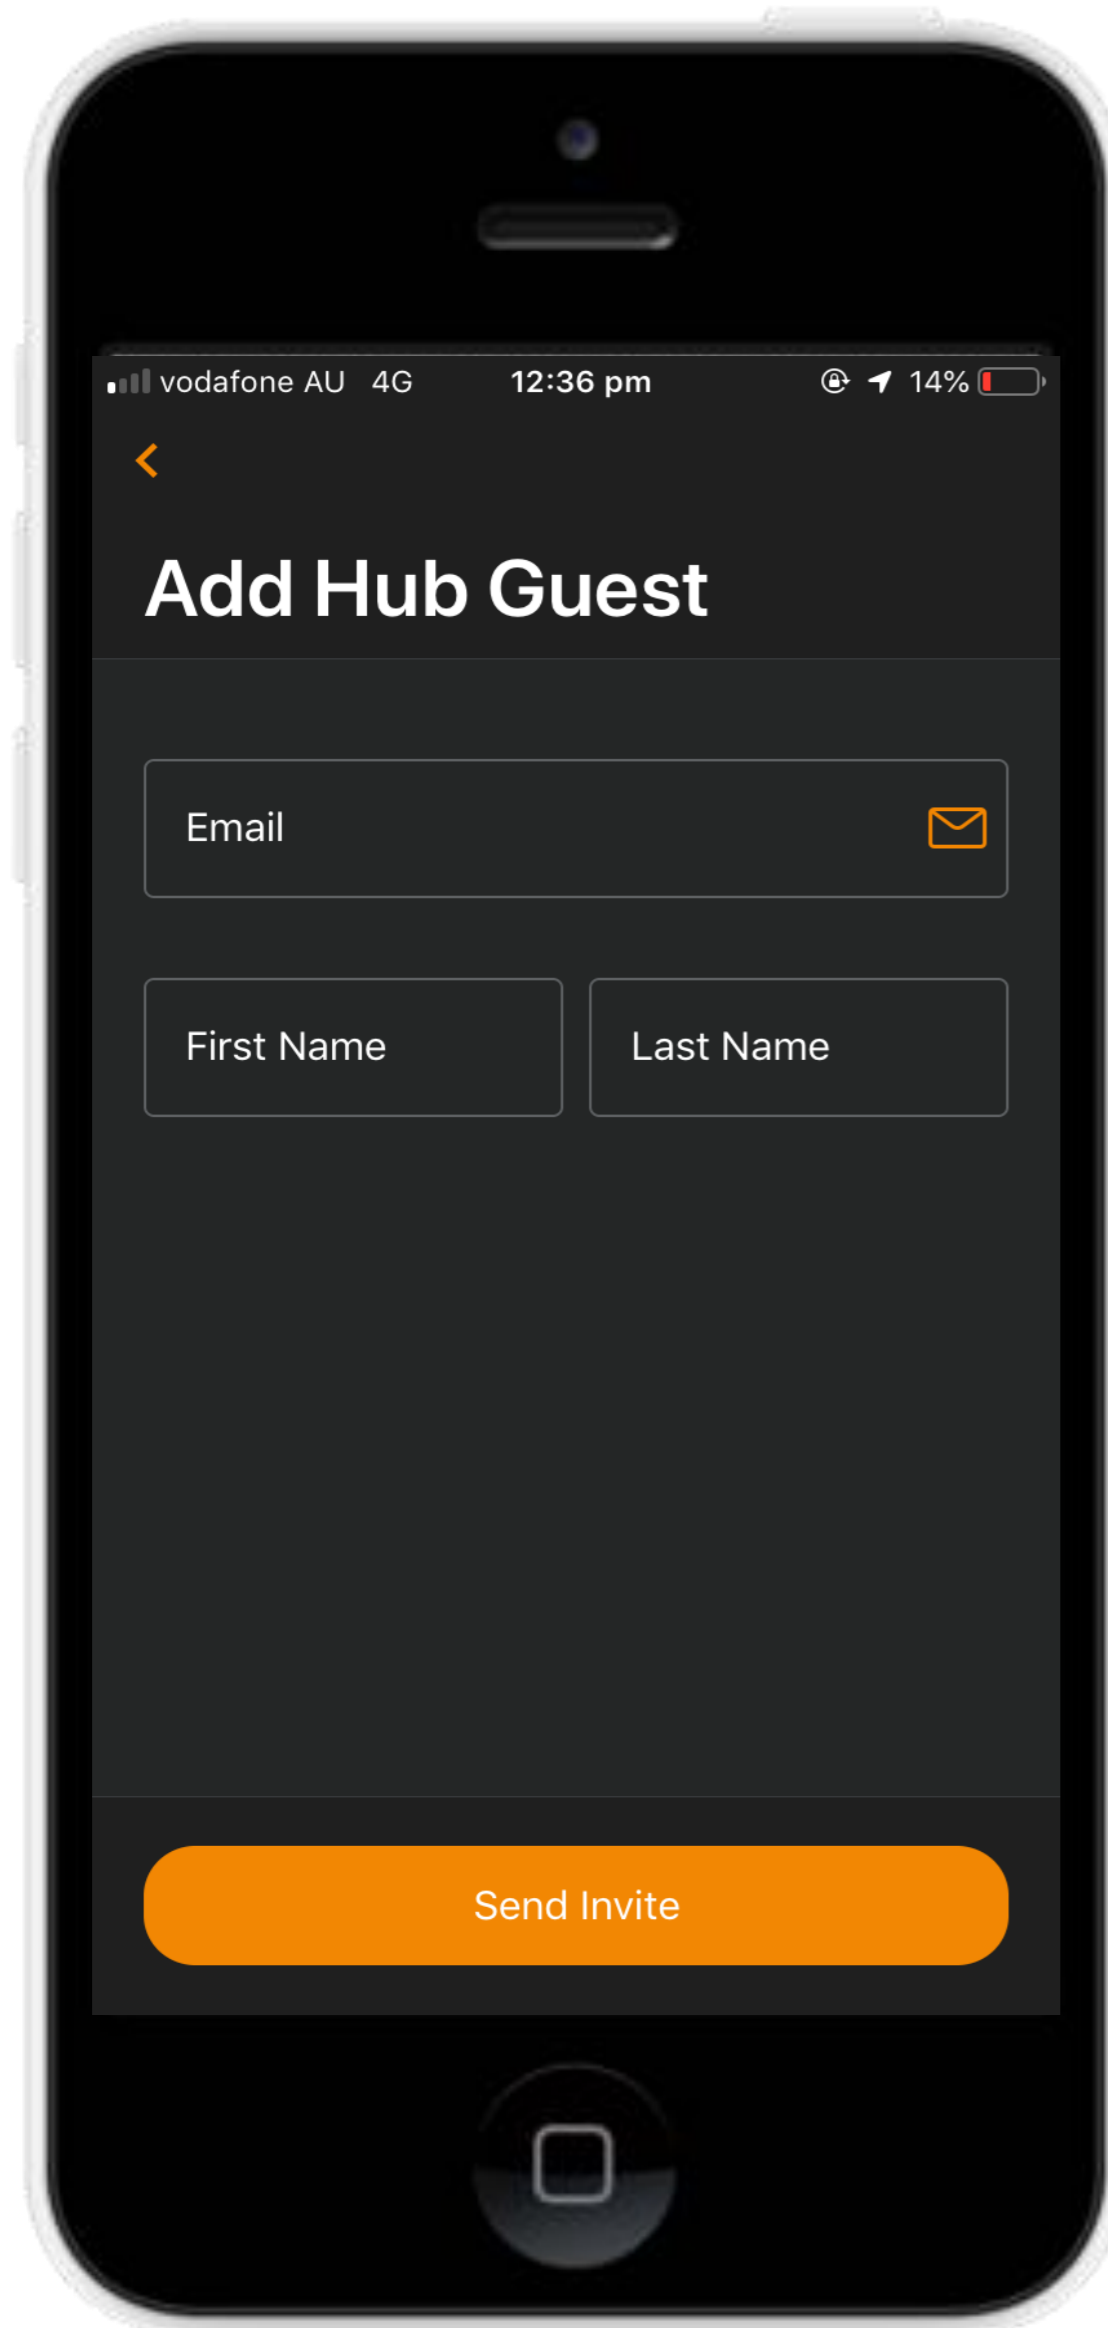 vodafone AU 4G 12:36 pm 14%
Add Hub Guest
Email
First Name Last Name
Send Invite